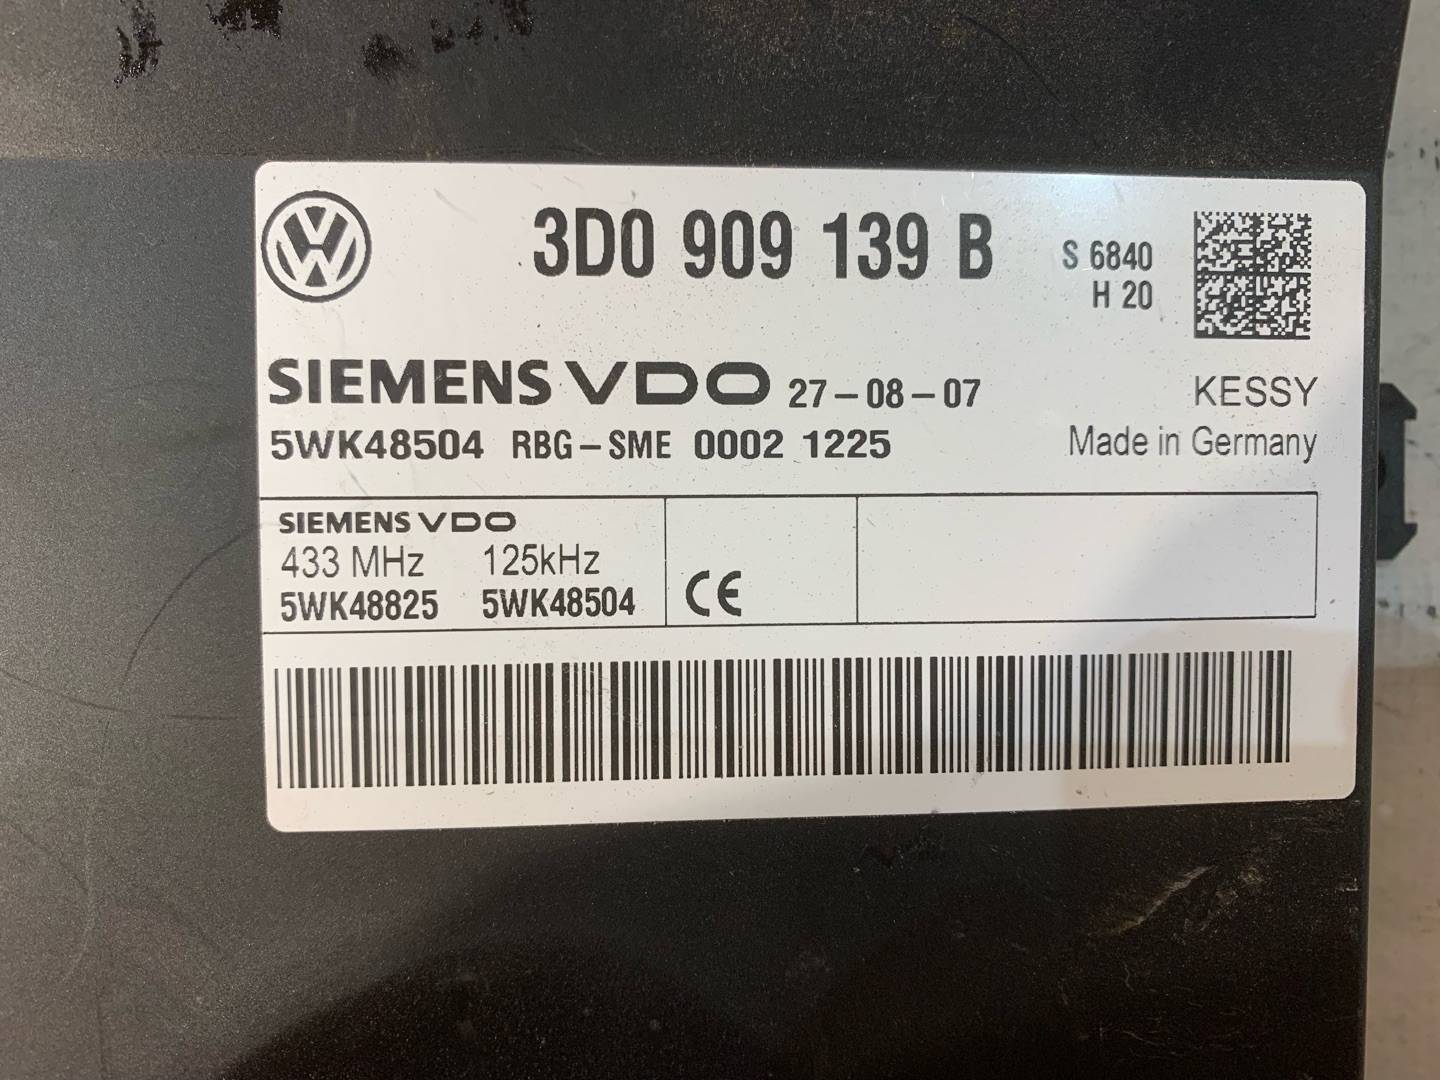 3D0 909 139 B
S 6840
H 20
SIEMENS VDO 27-08-07
KESSY
5WK48504 RBG-SME 0002 1225
Made in Germany
SIEMENS VDO
433 MHz 125kHz
5WK48825 5WK48504
CE